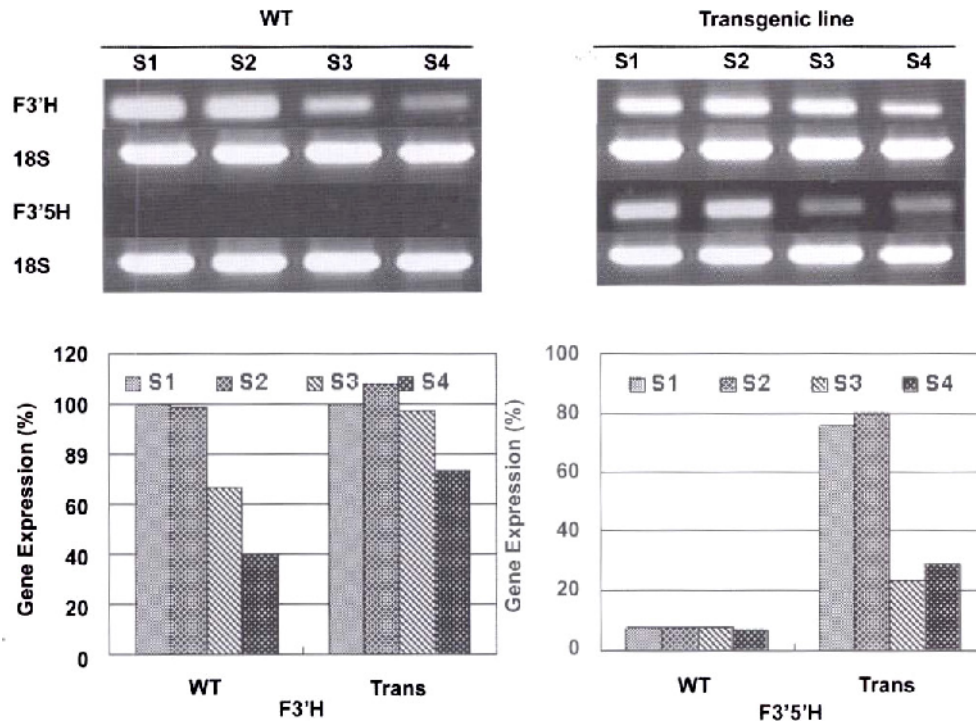 WT Transgenic line
S1 S2 S3 S4 S1 S2 S3 S4
F3'H
18S
F3'5H
18S
120
100
89
60
40
20
0
Gene Expression (%)
S1 S2 S3 S4
WT Trans
F3'H
100
80
60
40
20
0
Gene Expression (%)
S1 S2 S3 S4
WT Trans
F3'5'H